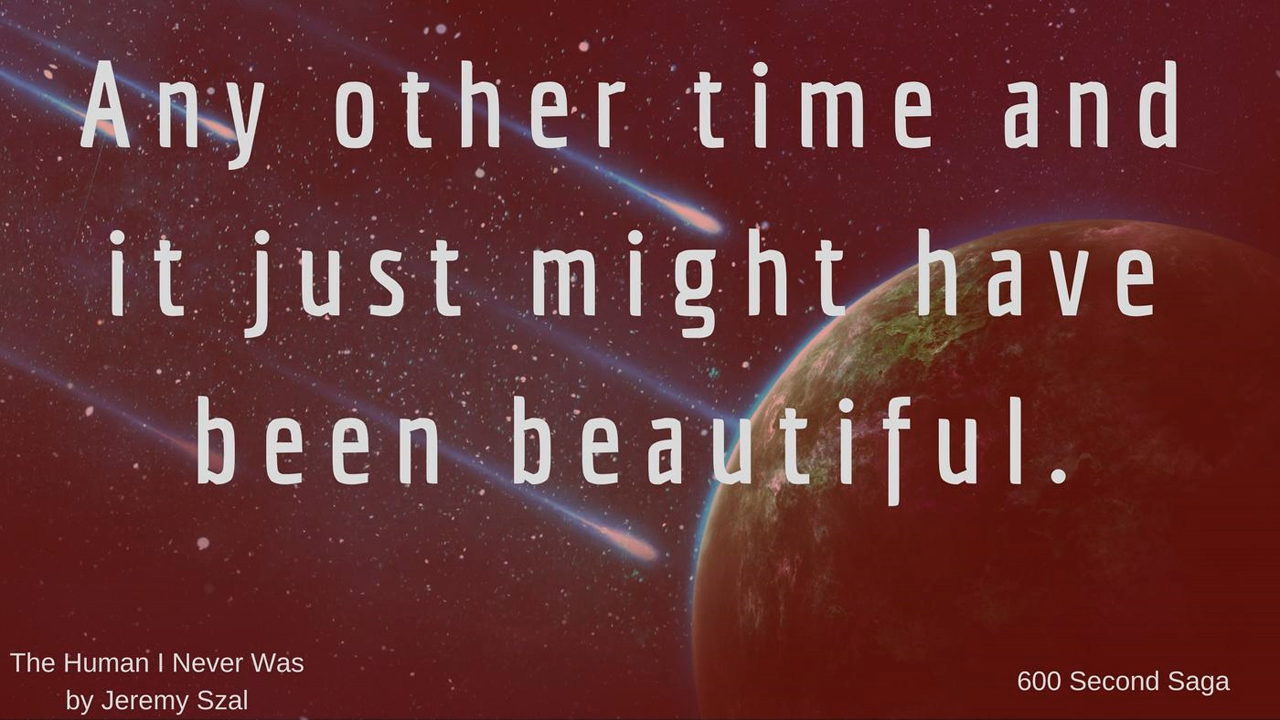 Any other time and
it just might have
been beautiful.
The Human I Never Was
by Jeremy Szal
600 Second Saga